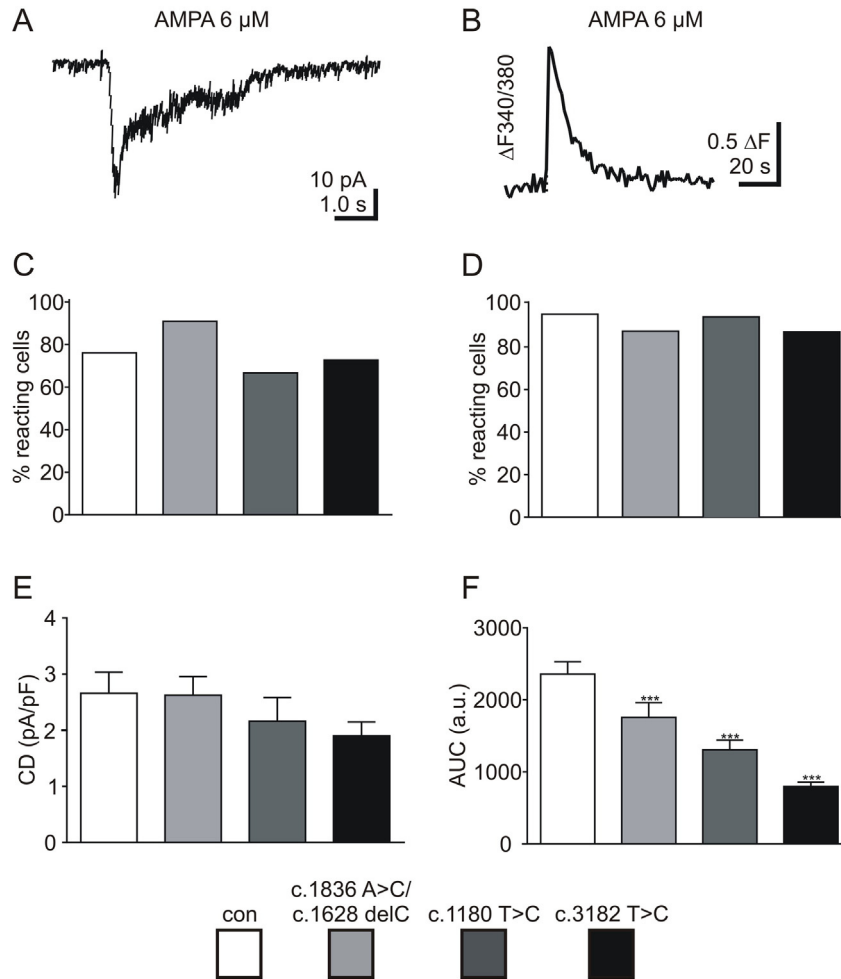 A
AMPA 6 µM
10 pA
1.0 s
B
AMPA 6 µM
ΔF340/380
0.5 ΔF
20 s
C
% reacting cells
100
80
60
40
20
0
D
% reacting cells
100
80
60
40
20
0
E
CD (pA/pF)
4
3
2
1
0
F
AUC (a.u.)
3000
2000
1000
0
***
***
***
con
c.1836 A>C/
c.1628 delC
c.1180 T>C
c.3182 T>C